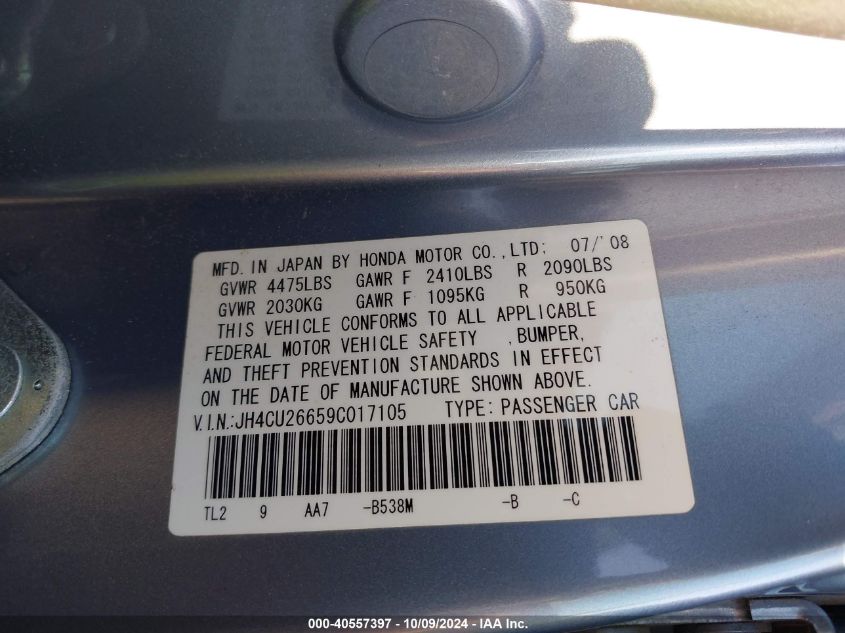 MFD. IN JAPAN BY HONDA MOTOR CO.,LTD: 07/'08
GVWR 4475LBS GAWR F 2410LBS R 2090LBS
GVWR 2030KG GAWR F 1095KG R 950KG
THIS VEHICLE CONFORMS TO ALL APPLICABLE
FEDERAL MOTOR VEHICLE SAFETY ,BUMPER,
AND THEFT PREVENTION STANDARDS IN EFFECT
ON THE DATE OF MANUFACTURE SHOWN ABOVE.
V.I.N.:JH4CU26659C017105 TYPE: PASSENGER CAR
TL2 9 AA7 -B538M -B -C
000-40557397 - 10/09/2024 - IAA Inc.